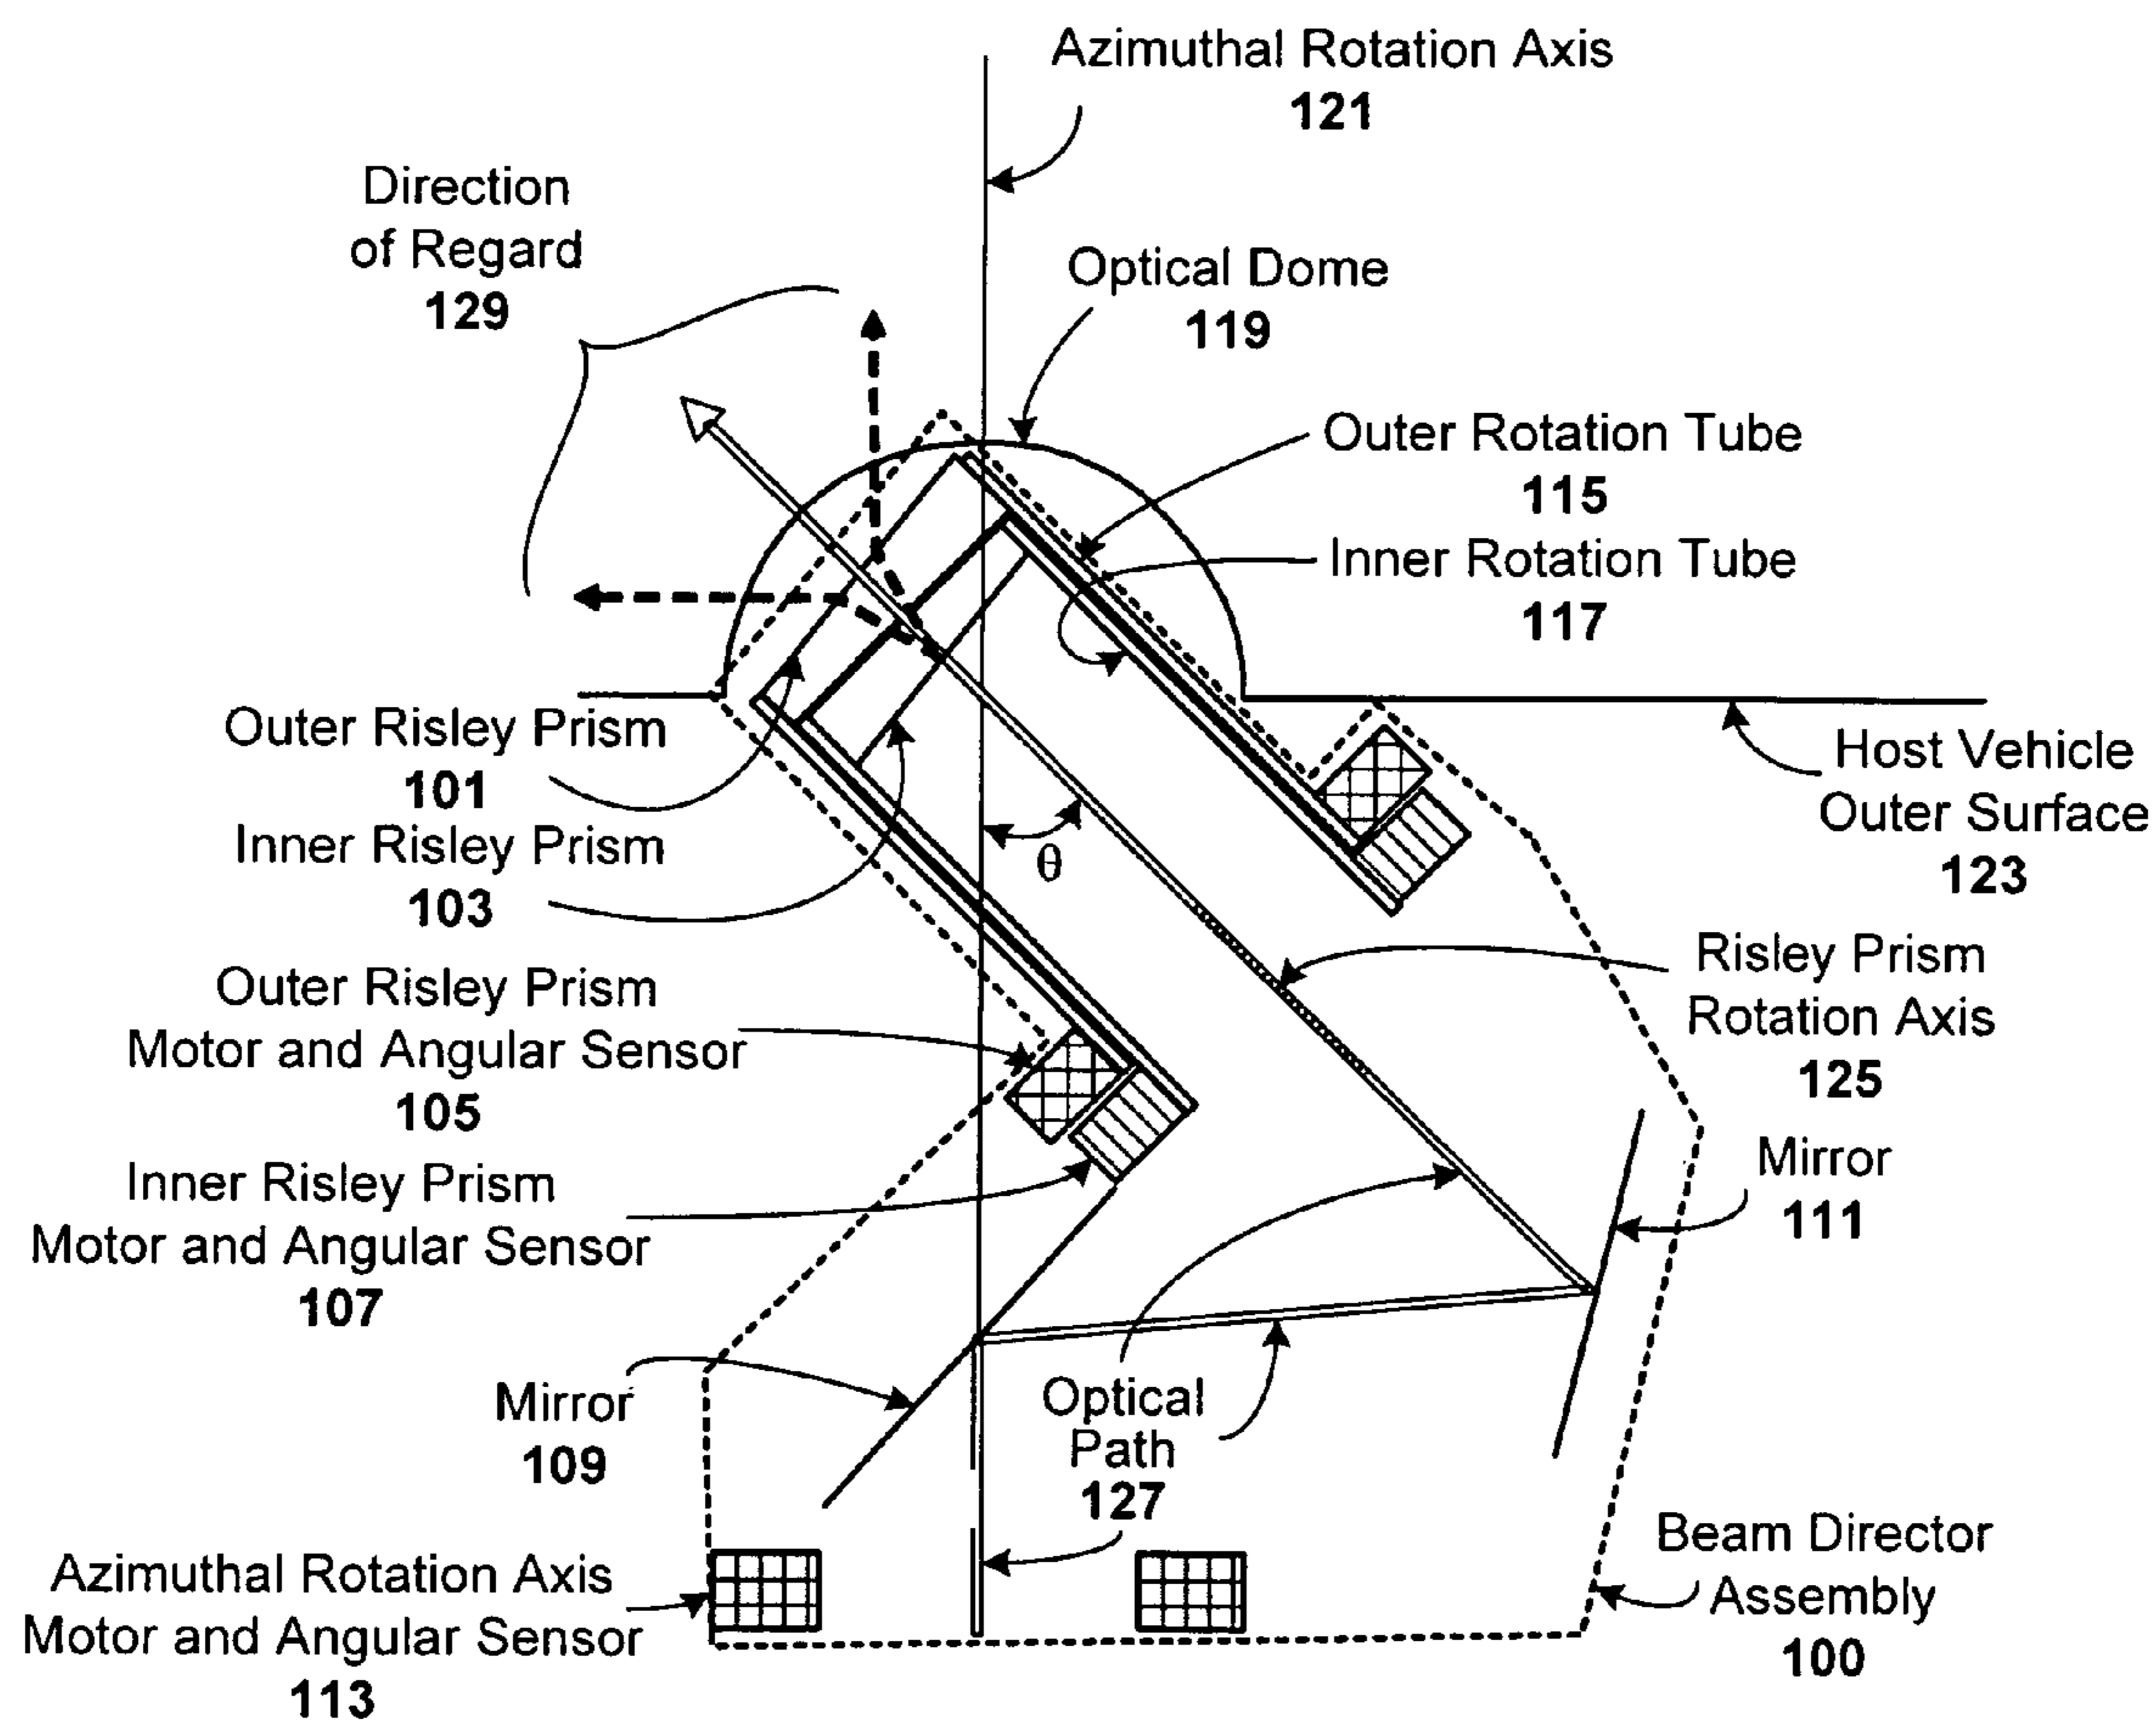 Azimuthal Rotation Axis
121
Direction
of Regard
129
Optical Dome
119
Outer Rotation Tube
115
Inner Rotation Tube
117
Outer Risley Prism
101
Host Vehicle
Outer Surface
123
Inner Risley Prism
103
θ
Risley Prism
Rotation Axis
125
Outer Risley Prism
Motor and Angular Sensor
105
Mirror
111
Inner Risley Prism
Motor and Angular Sensor
107
Mirror
109
Optical
Path
127
Beam Director
Assembly
100
Azimuthal Rotation Axis
Motor and Angular Sensor
113